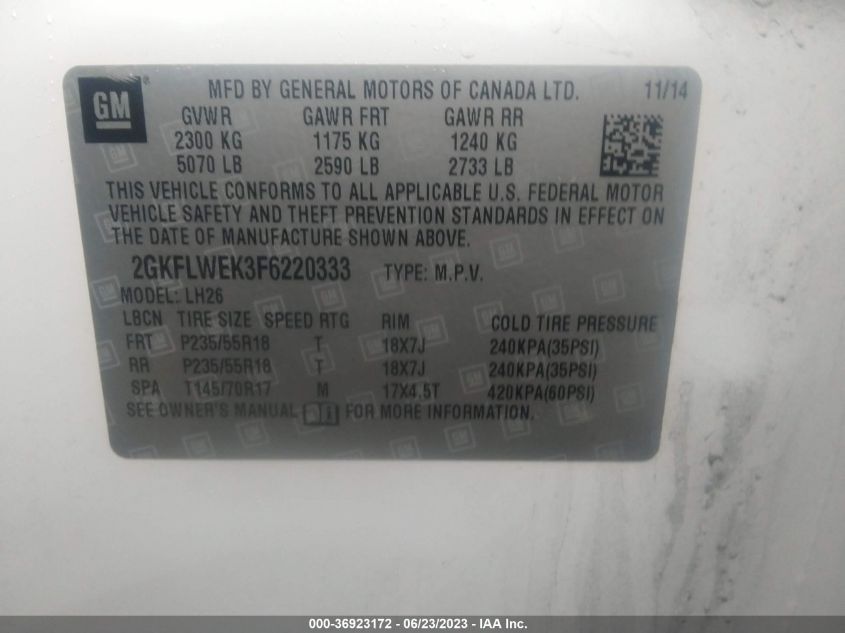 GM ® MFD BY GENERAL MOTORS OF CANADA LTD. 11/14
GVWR GAWR FRT GAWR RR
2300 KG 1175 KG 1240 KG
5070 LB 2590 LB 2733 LB
THIS VEHICLE CONFORMS TO ALL APPLICABLE U.S. FEDERAL MOTOR
VEHICLE SAFETY AND THEFT PREVENTION STANDARDS IN EFFECT ON
THE DATE OF MANUFACTURE SHOWN ABOVE.
2GKFLWEK3F6220333 TYPE: M.P.V.
MODEL: LH26
LBCN TIRE SIZE SPEED RTG RIM COLD TIRE PRESSURE
FRT P235/55R18 T 18X7J 240KPA(35PSI)
RR P235/55R18 T 18X7J 240KPA(35PSI)
SPA T145/70R17 M 17X4.5T 420KPA(60PSI)
SEE OWNER'S MANUAL i FOR MORE INFORMATION.
000-36923172 - 06/23/2023 - IAA Inc.